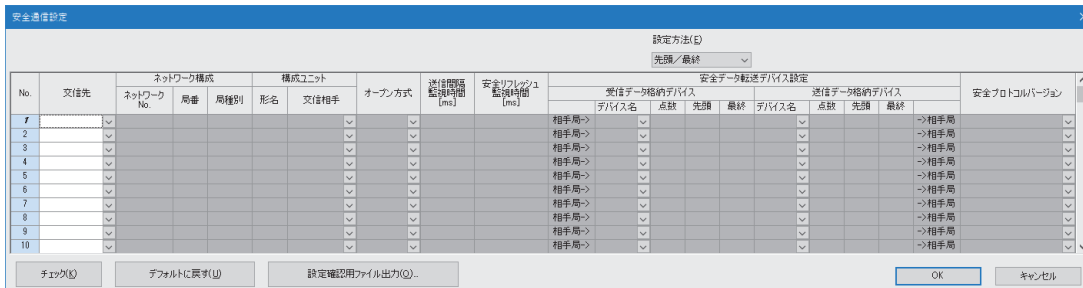 安全通信設定
設定方法(E)
先頭/最終
No.
交信先
ネットワーク構成
ネットワーク
No.
局番
局種別
構成ユニット
形名
交信相手
オープン方式
送信間隔
監視時間
[ms]
安全リフレッシュ
監視時間
[ms]
安全データ転送デバイス設定
受信データ格納デバイス
送信データ格納デバイス
デバイス名 点数 先頭 最終 デバイス名 点数 先頭 最終
安全プロトコルバージョン
1 相手局-> ->相手局
2 相手局-> ->相手局
3 相手局-> ->相手局
4 相手局-> ->相手局
5 相手局-> ->相手局
6 相手局-> ->相手局
7 相手局-> ->相手局
8 相手局-> ->相手局
9 相手局-> ->相手局
10 相手局-> ->相手局
チェック(K)
デフォルトに戻す(U)
設定確認用ファイル出力(O)...
OK
キャンセル